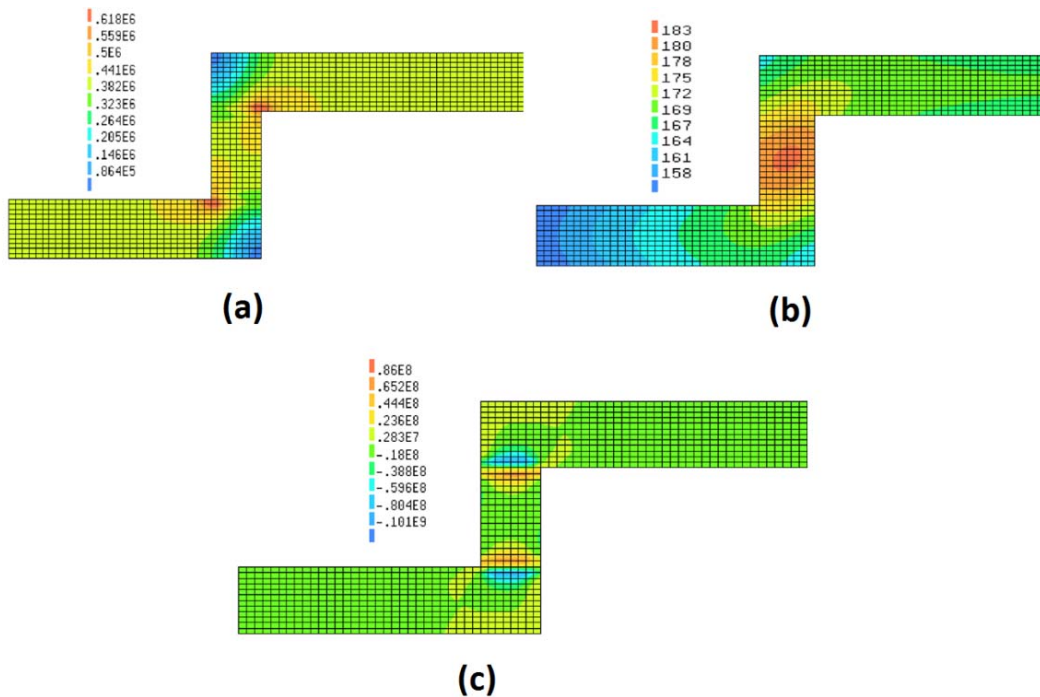 .618E6
.559E6
.5E6
.441E6
.382E6
.323E6
.264E6
.205E6
.146E6
.864E5
(a)
183
180
178
175
172
169
167
164
161
158
(b)
.86E8
.652E8
.444E8
.236E8
.283E7
-.18E8
-.388E8
-.596E8
-.804E8
-.101E9
(c)